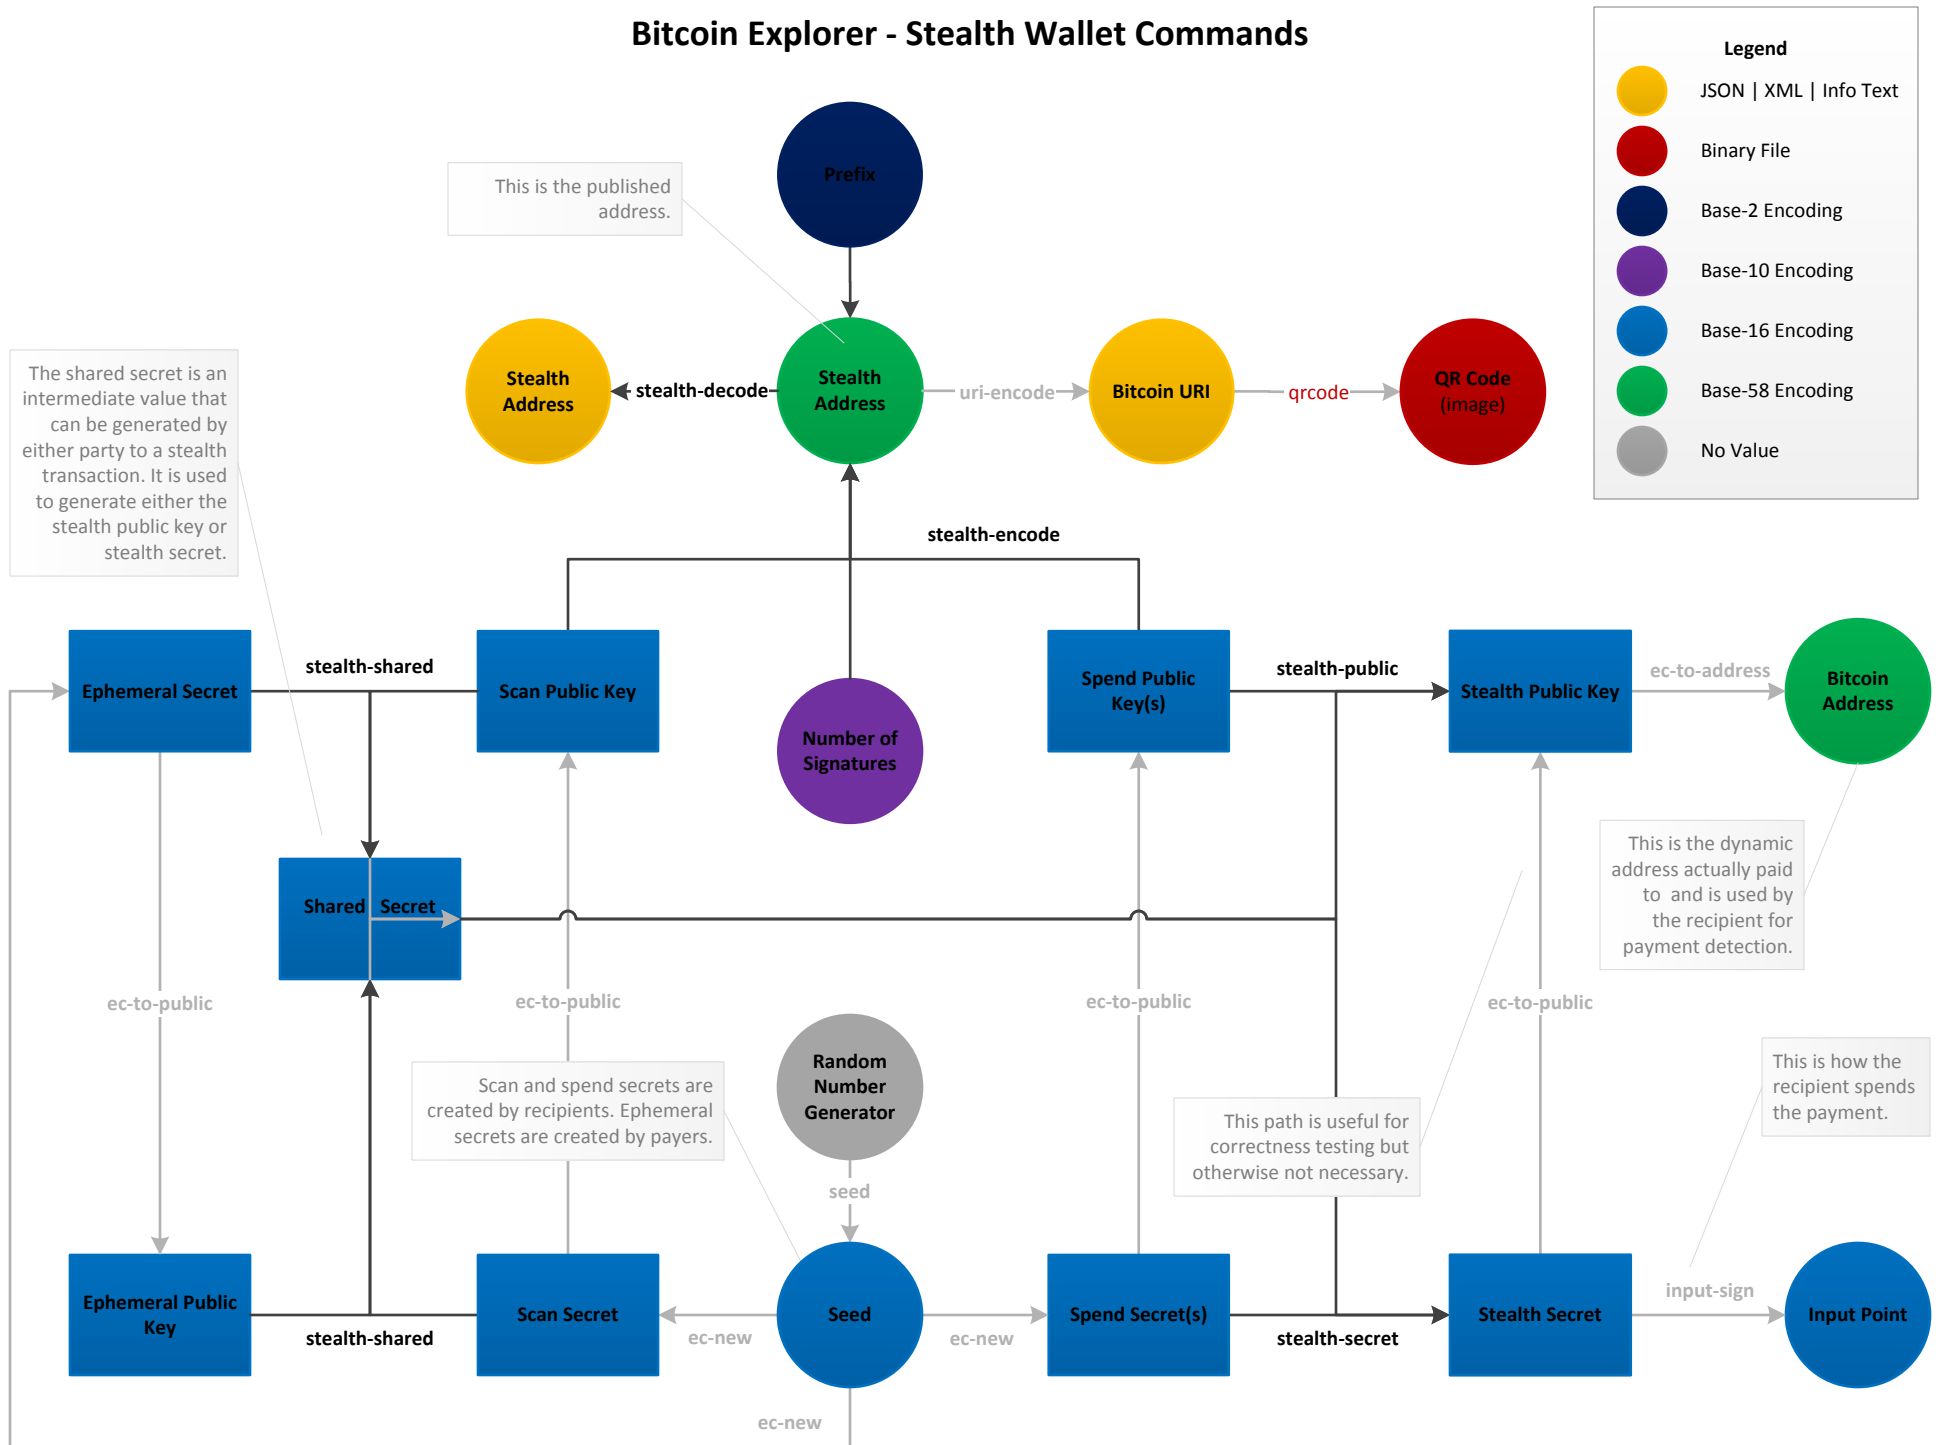 Bitcoin Explorer - Stealth Wallet Commands
Legend
JSON | XML | Info Text
Binary File
Base-2 Encoding
Base-10 Encoding
Base-16 Encoding
Base-58 Encoding
No Value
Prefix
This is the published
address.
Stealth
Address
stealth-decode
Stealth
Address
uri-encode
Bitcoin URI
qrcode
QR Code
(image)
The shared secret is an
intermediate value that
can be generated by
either party to a stealth
transaction. It is used
to generate either the
stealth public key or
stealth secret.
stealth-encode
Ephemeral Secret
stealth-shared
Scan Public Key
Number of
Signatures
Spend Public
Key(s)
stealth-public
Stealth Public Key
ec-to-address
Bitcoin
Address
Shared Secret
This is the dynamic
address actually paid
to and is used by
the recipient for
payment detection.
ec-to-public
ec-to-public
ec-to-public
ec-to-public
Random
Number
Generator
Scan and spend secrets are
created by recipients. Ephemeral
secrets are created by payers.
This path is useful for
correctness testing but
otherwise not necessary.
This is how the
recipient spends
the payment.
seed
Ephemeral Public
Key
stealth-shared
Scan Secret
ec-new
Seed
ec-new
Spend Secret(s)
stealth-secret
Stealth Secret
input-sign
Input Point
ec-new